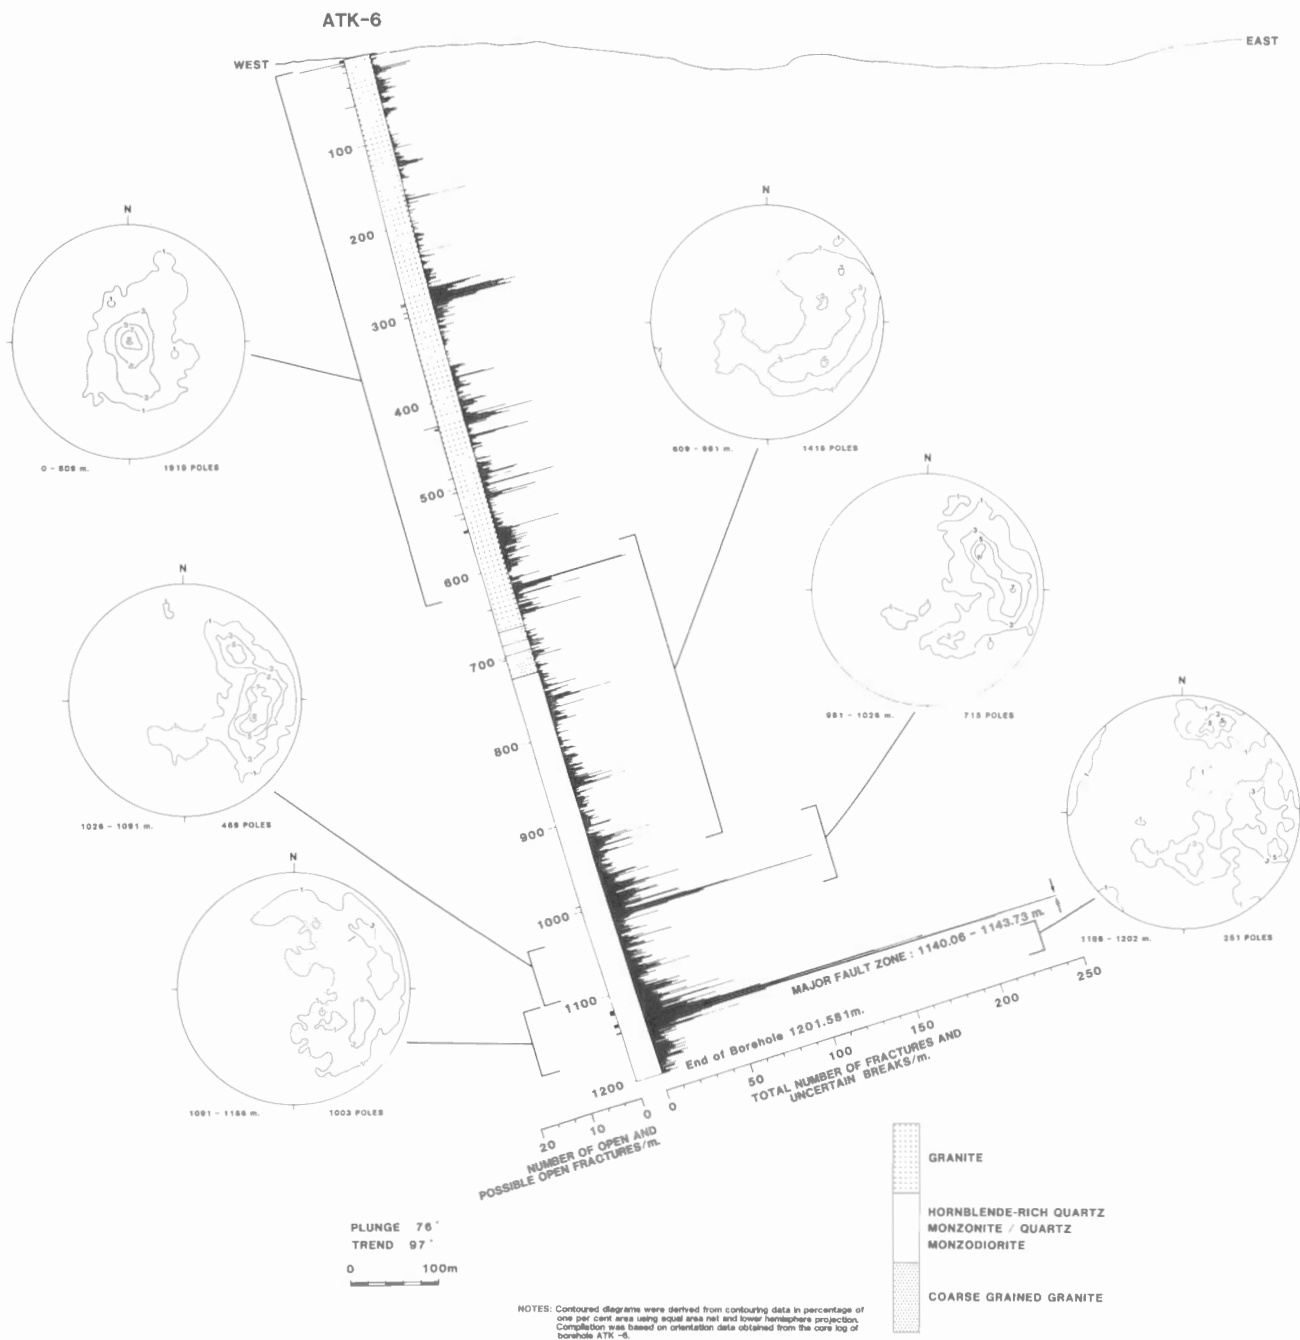 ATK-6
WEST
EAST
100
200
300
400
500
600
700
800
900
1000
1100
1200
N
0 - 609 m.
1919 POLES
N
609 - 961 m.
1415 POLES
N
961 - 1026 m.
715 POLES
N
1026 - 1091 m.
469 POLES
N
1091 - 1186 m.
1003 POLES
N
1186 - 1202 m.
251 POLES
MAJOR FAULT ZONE : 1140.06 - 1143.73 m.
End of Borehole 1201.581m.
0
50
100
150
200
250
TOTAL NUMBER OF FRACTURES AND
UNCERTAIN BREAKS/m.
20
10
0
NUMBER OF OPEN AND
POSSIBLE OPEN FRACTURES/m.
PLUNGE 76°
TREND 97°
0
100m
GRANITE
HORNBLENDE-RICH QUARTZ
MONZONITE / QUARTZ
MONZODIORITE
COARSE GRAINED GRANITE
NOTES: Contoured diagrams were derived from contouring data in percentage of
one per cent area using equal area net and lower hemisphere projection.
Compilation was based on orientation data obtained from the core log of
borehole ATK -6.